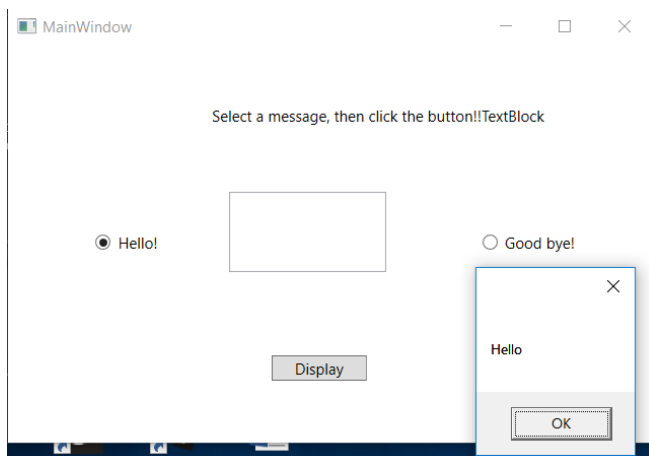 MainWindow
Select a message, then click the button!!TextBlock
Hello!
Good bye!
Hello
Display
OK